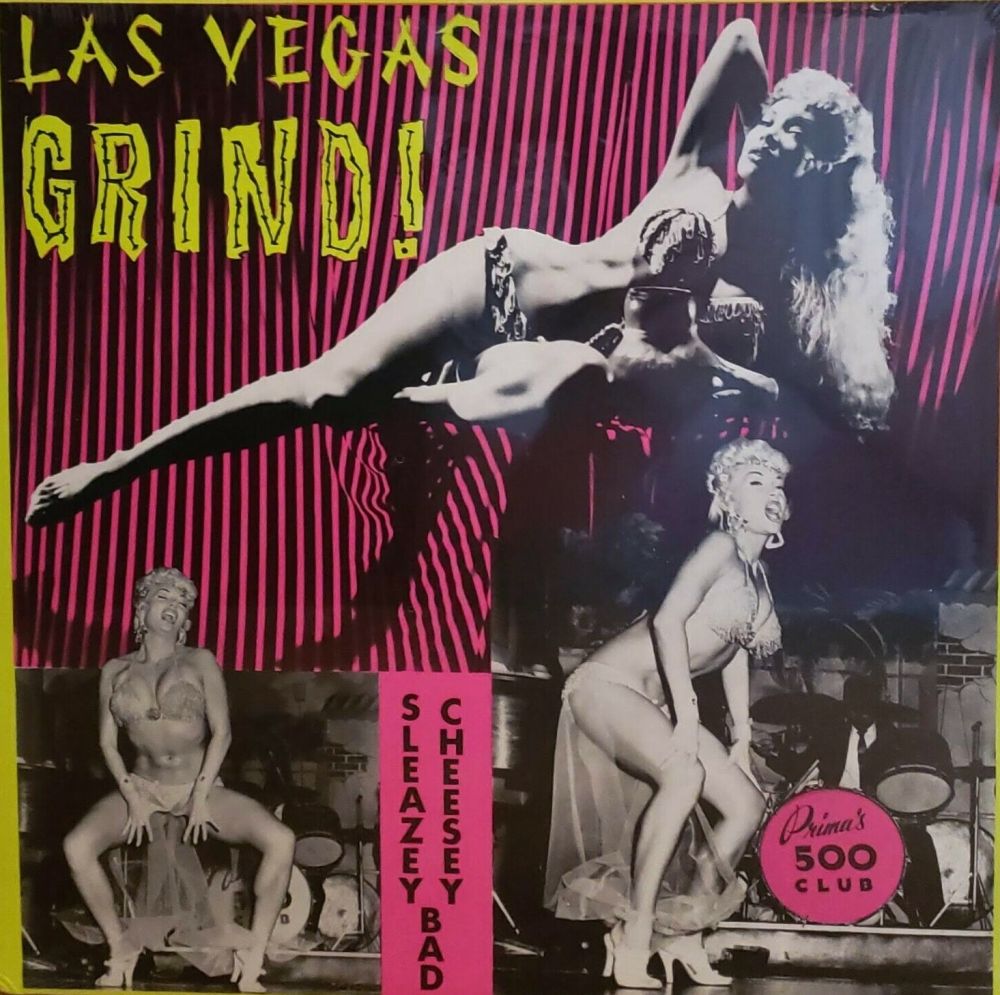 LAS VEGAS
GRIND!
SLEAZEY
CHEESEY
BAD
Prima's
500
CLUB